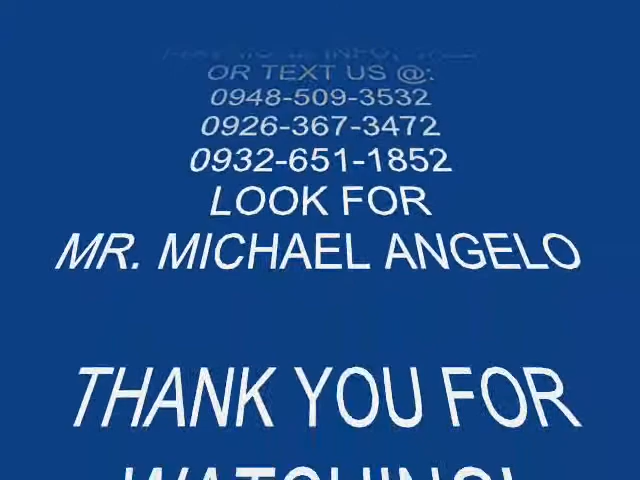 OR TEXT US @:
0948-509-3532
0926-367-3472
0932-651-1852
LOOK FOR
MR. MICHAEL ANGELO
THANK YOU FOR
WATCHING!